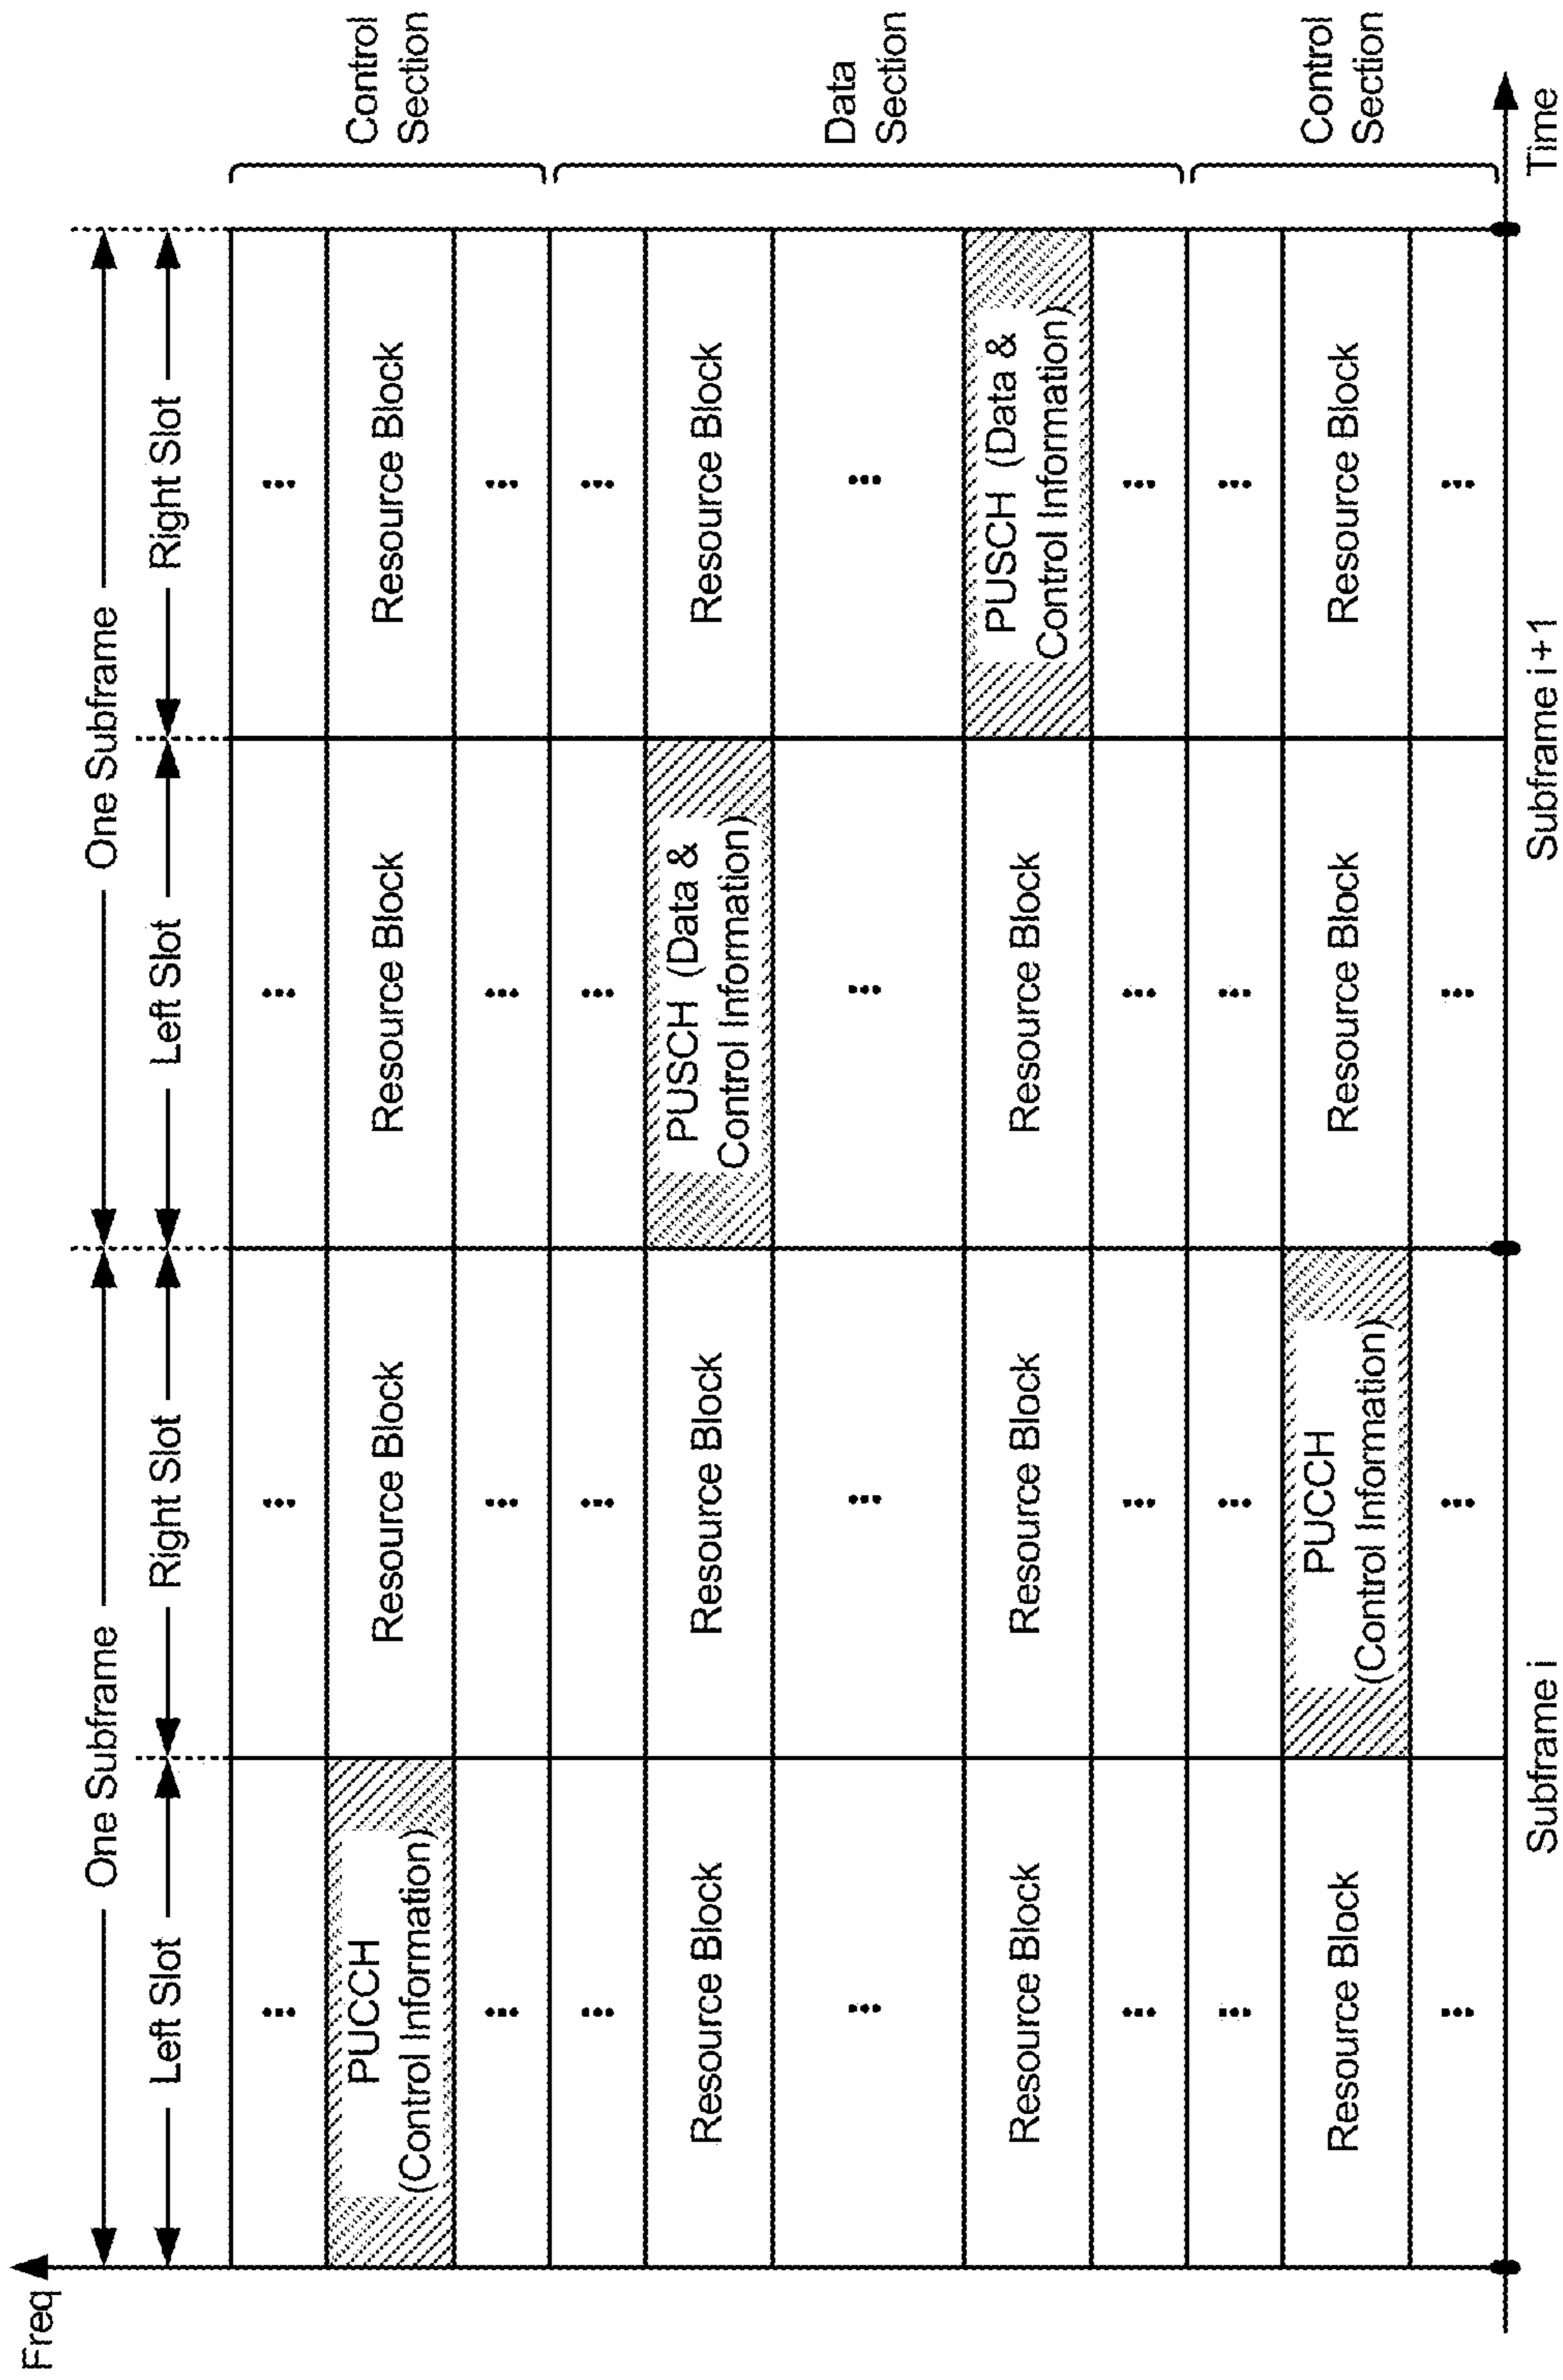 Freq
One Subframe
One Subframe
Left Slot
Right Slot
Left Slot
Right Slot
... ... ... ...
PUCCH
(Control Information)
Resource Block
Resource Block
Resource Block
Control
Section
... ... ... ...
... ... ... ...
Resource Block
Resource Block
PUSCH (Data &
Control Information)
Resource Block
... ... ... ...
Data
Section
Resource Block
Resource Block
Resource Block
PUSCH (Data &
Control Information)
... ... ... ...
... ... ... ...
Resource Block
PUCCH
(Control Information)
Resource Block
Resource Block
Control
Section
... ... ... ...
Subframe i
Subframe i+1
Time